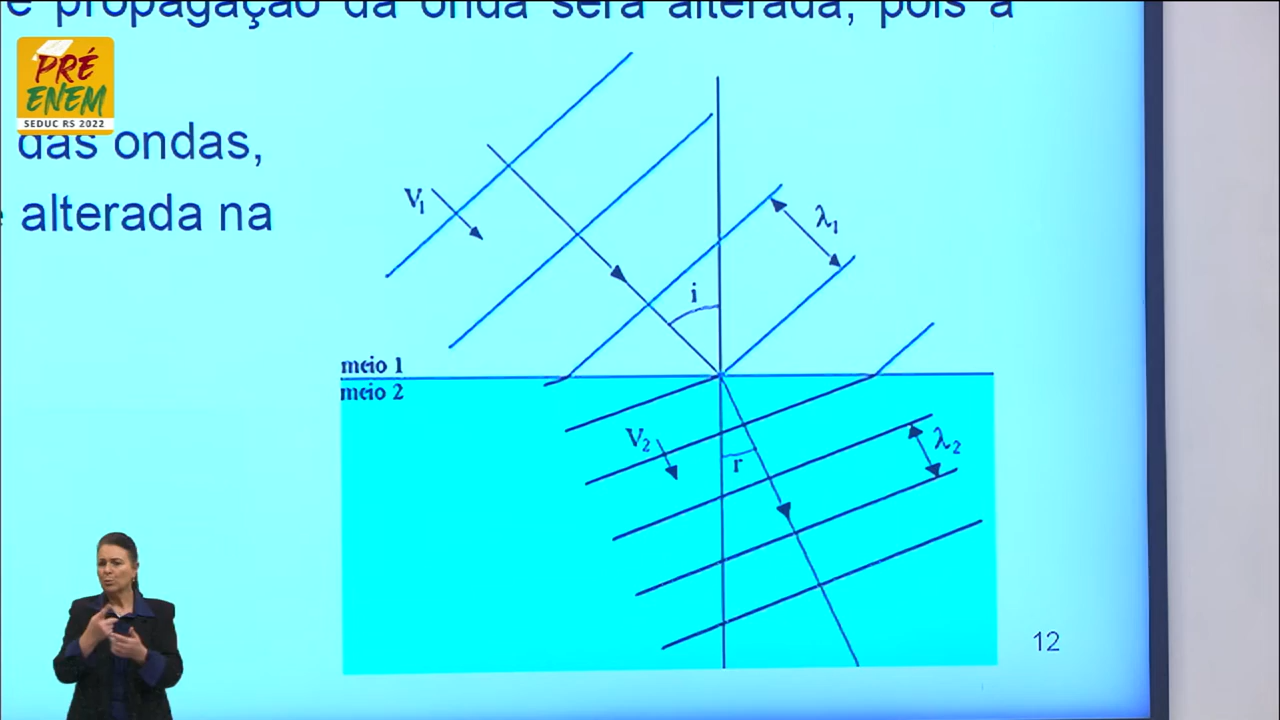 e propagação da onda será alterada, pois a
PRÉ
ENEM
SEDUC RS 2022
das ondas,
alterada na
V₁
λ₁
i
meio 1
meio 2
V₂
r
λ₂
12